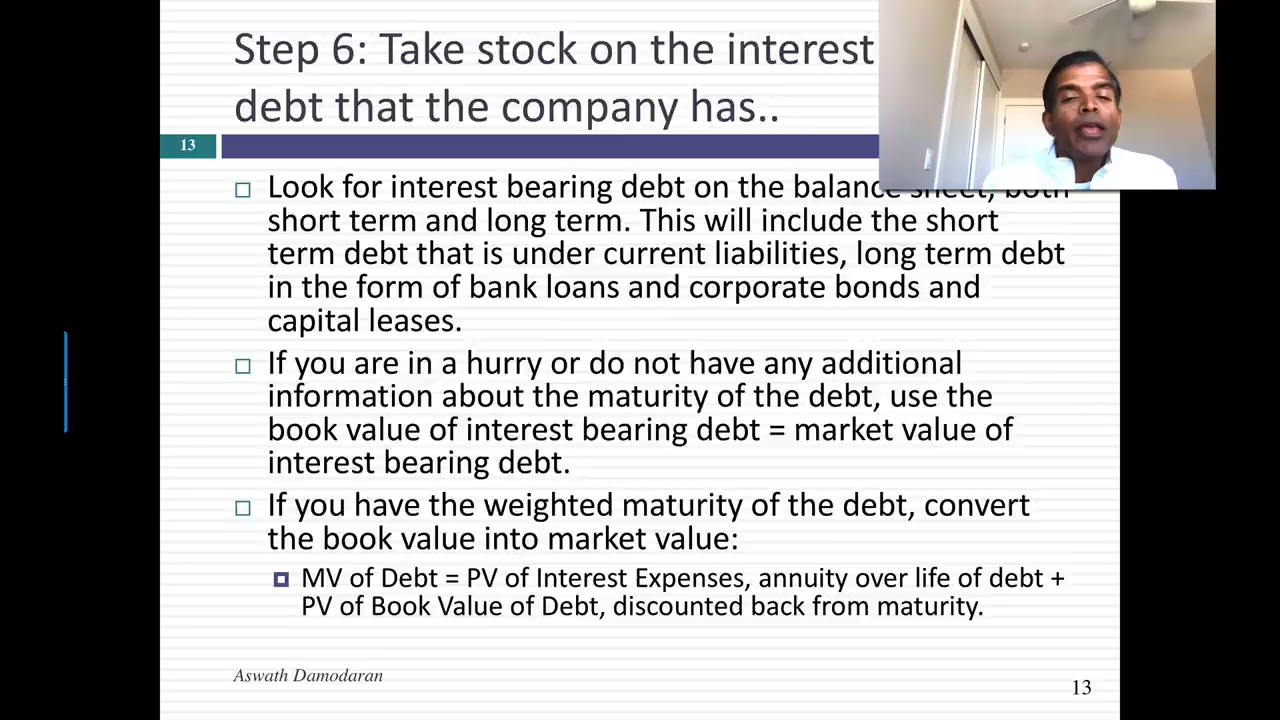 Step 6: Take stock on the interest
debt that the company has..
13
Look for interest bearing debt on the balance sheet, both
short term and long term. This will include the short
term debt that is under current liabilities, long term debt
in the form of bank loans and corporate bonds and
capital leases.
If you are in a hurry or do not have any additional
information about the maturity of the debt, use the
book value of interest bearing debt = market value of
interest bearing debt.
If you have the weighted maturity of the debt, convert
the book value into market value:
MV of Debt = PV of Interest Expenses, annuity over life of debt +
PV of Book Value of Debt, discounted back from maturity.
Aswath Damodaran
13